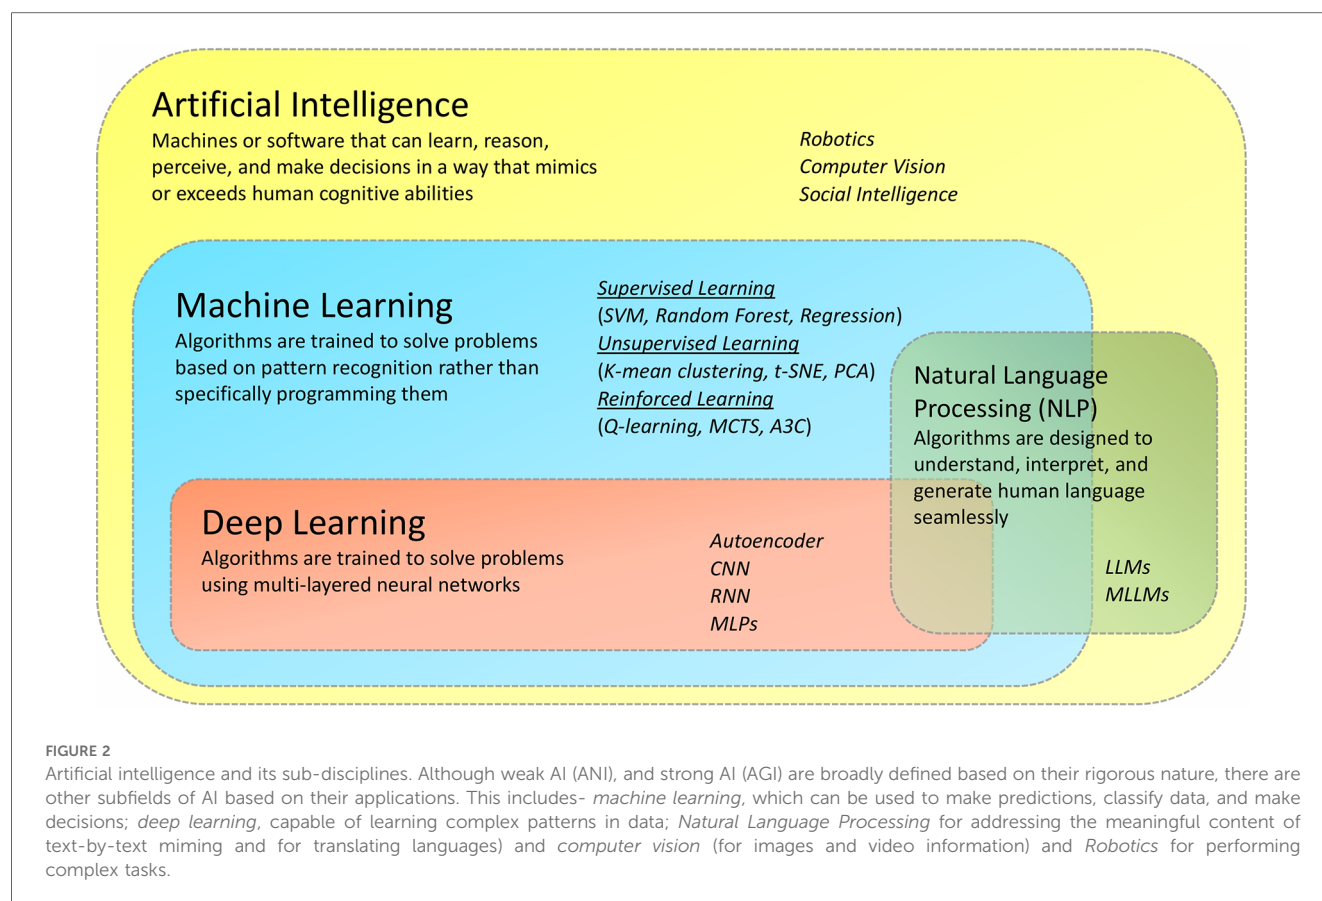 Artificial Intelligence
Machines or software that can learn, reason,
perceive, and make decisions in a way that mimics
or exceeds human cognitive abilities
Robotics
Computer Vision
Social Intelligence
Machine Learning
Algorithms are trained to solve problems
based on pattern recognition rather than
specifically programming them
Supervised Learning
(SVM, Random Forest, Regression)
Unsupervised Learning
(K-mean clustering, t-SNE, PCA)
Reinforced Learning
(Q-learning, MCTS, A3C)
Natural Language
Processing (NLP)
Algorithms are designed to
understand, interpret, and
generate human language
seamlessly
LLMs
MLLMs
Deep Learning
Algorithms are trained to solve problems
using multi-layered neural networks
Autoencoder
CNN
RNN
MLPs
FIGURE 2
Artificial intelligence and its sub-disciplines. Although weak AI (ANI), and strong AI (AGI) are broadly defined based on their rigorous nature, there are
other subfields of AI based on their applications. This includes- machine learning, which can be used to make predictions, classify data, and make
decisions; deep learning, capable of learning complex patterns in data; Natural Language Processing for addressing the meaningful content of
text-by-text miming and for translating languages) and computer vision (for images and video information) and Robotics for performing
complex tasks.